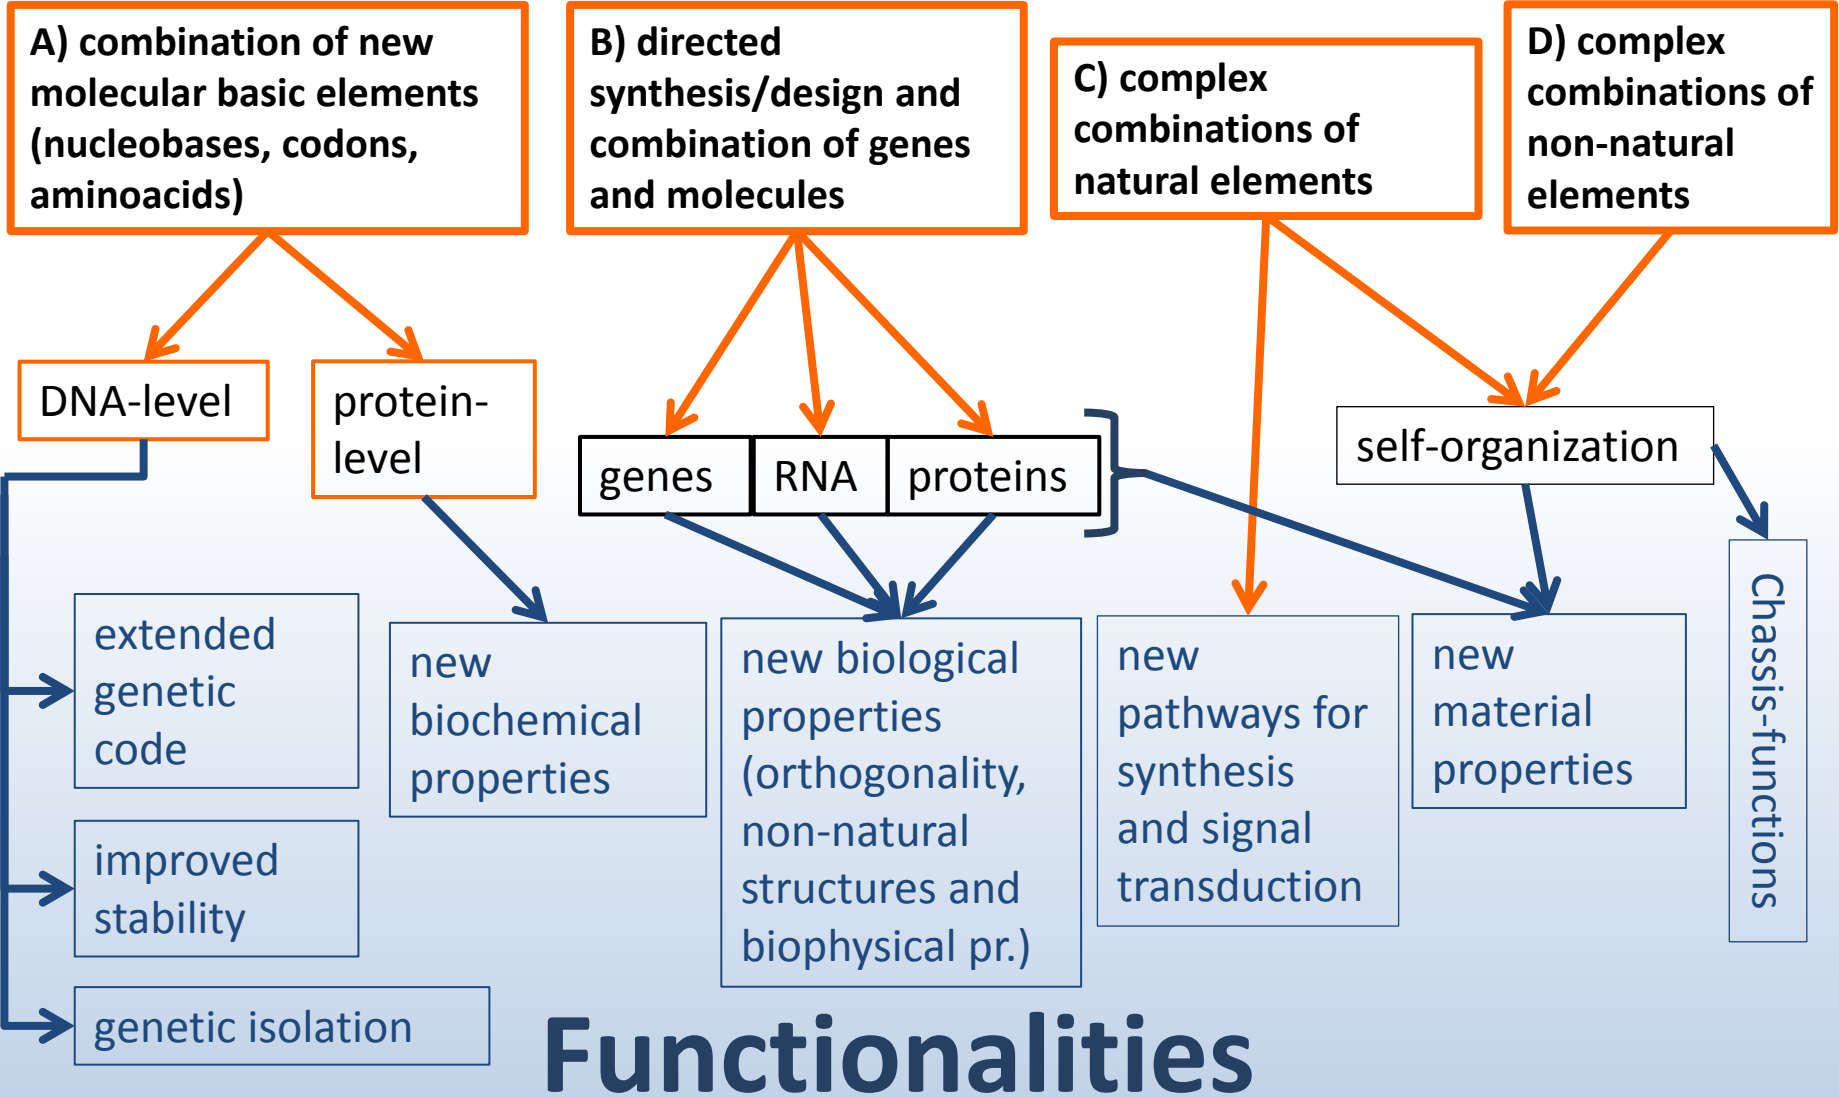 A) combination of new
molecular basic elements
(nucleobases, codons,
aminoacids)
B) directed
synthesis/design and
combination of genes
and molecules
C) complex
combinations of
natural elements
D) complex
combinations of
non-natural
elements
DNA-level
protein-
level
genes
RNA
proteins
self-organization
extended
genetic
code
improved
stability
genetic isolation
new
biochemical
properties
new biological
properties
(orthogonality,
non-natural
structures and
biophysical pr.)
new
pathways for
synthesis
and signal
transduction
new
material
properties
Chassis-functions
Functionalities